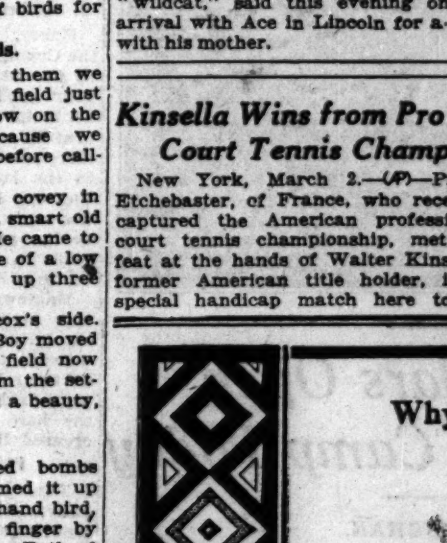 f birds for
ds.
them we
field just
ow on the
cause we
before call-
covey in
smart old
He came to
e of a low
up three
cox's side.
Boy moved
field now
m the set-
a beauty,
ed bombs
med it up
hand bird,
finger by
"wildcat," said this evening on
arrival with Ace in Lincoln for a
with his mother.
Kinsella Wins from Pro
Court Tennis Champ
New York, March 2.—(AP)—P
Etchebaster, of France, who rece
captured the American professi
court tennis championship, met
feat at the hands of Walter Kins
former American title holder, i
special handicap match here to
Why